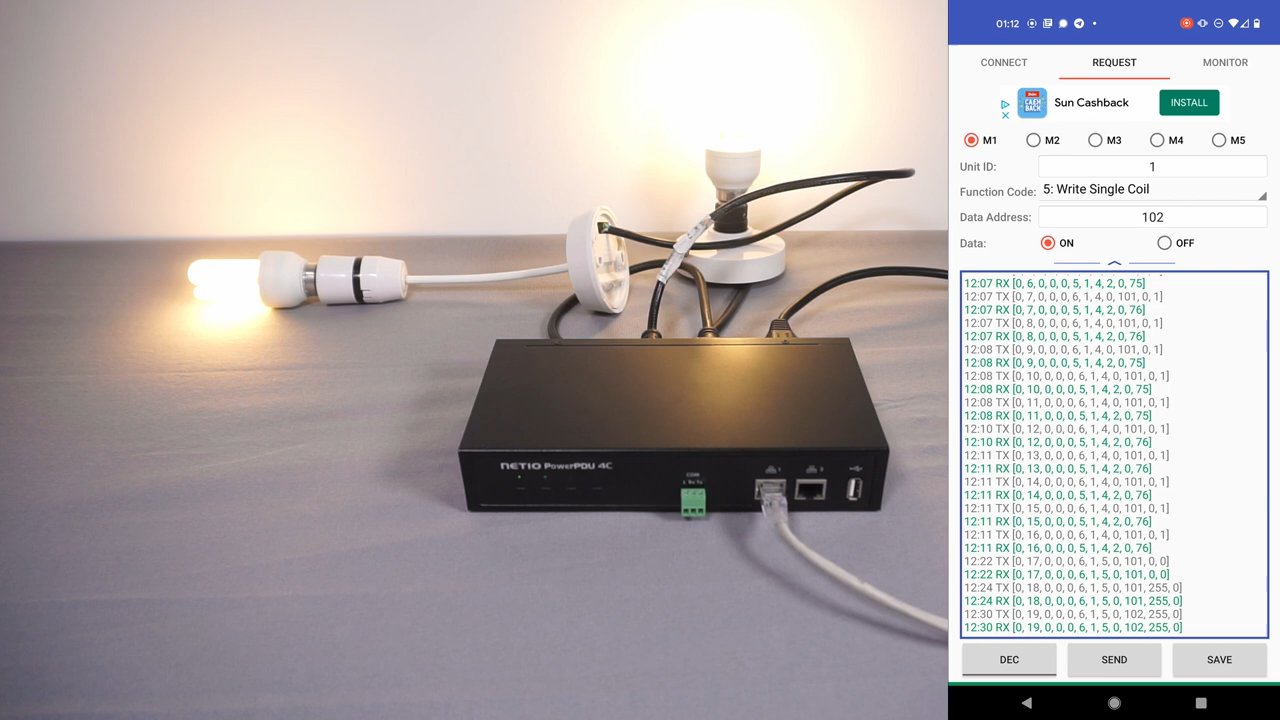 01:12
CONNECT REQUEST MONITOR
Sun Cashback INSTALL
M1 M2 M3 M4 M5
Unit ID: 1
Function Code: 5: Write Single Coil
Data Address: 102
Data: ON OFF
12:07 RX [0, 6, 0, 0, 0, 5, 1, 4, 2, 0, 75]
12:07 TX [0, 7, 0, 0, 0, 6, 1, 4, 0, 101, 0, 1]
12:07 RX [0, 7, 0, 0, 0, 5, 1, 4, 2, 0, 76]
12:07 TX [0, 8, 0, 0, 0, 6, 1, 4, 0, 101, 0, 1]
12:07 RX [0, 8, 0, 0, 0, 5, 1, 4, 2, 0, 76]
12:08 TX [0, 9, 0, 0, 0, 6, 1, 4, 0, 101, 0, 1]
12:08 RX [0, 9, 0, 0, 0, 5, 1, 4, 2, 0, 75]
12:08 TX [0, 10, 0, 0, 0, 6, 1, 4, 0, 101, 0, 1]
12:08 RX [0, 10, 0, 0, 0, 5, 1, 4, 2, 0, 75]
12:08 TX [0, 11, 0, 0, 0, 6, 1, 4, 0, 101, 0, 1]
12:08 RX [0, 11, 0, 0, 0, 5, 1, 4, 2, 0, 75]
12:10 TX [0, 12, 0, 0, 0, 6, 1, 4, 0, 101, 0, 1]
12:10 RX [0, 12, 0, 0, 0, 5, 1, 4, 2, 0, 76]
12:11 TX [0, 13, 0, 0, 0, 6, 1, 4, 0, 101, 0, 1]
12:11 RX [0, 13, 0, 0, 0, 5, 1, 4, 2, 0, 76]
12:11 TX [0, 14, 0, 0, 0, 6, 1, 4, 0, 101, 0, 1]
12:11 RX [0, 14, 0, 0, 0, 5, 1, 4, 2, 0, 76]
12:11 TX [0, 15, 0, 0, 0, 6, 1, 4, 0, 101, 0, 1]
12:11 RX [0, 15, 0, 0, 0, 5, 1, 4, 2, 0, 76]
12:11 TX [0, 16, 0, 0, 0, 6, 1, 4, 0, 101, 0, 1]
12:11 RX [0, 16, 0, 0, 0, 5, 1, 4, 2, 0, 76]
12:22 TX [0, 17, 0, 0, 0, 6, 1, 5, 0, 101, 0, 0]
12:22 RX [0, 17, 0, 0, 0, 6, 1, 5, 0, 101, 0, 0]
12:24 TX [0, 18, 0, 0, 0, 6, 1, 5, 0, 101, 255, 0]
12:24 RX [0, 18, 0, 0, 0, 6, 1, 5, 0, 101, 255, 0]
12:30 TX [0, 19, 0, 0, 0, 6, 1, 5, 0, 102, 255, 0]
12:30 RX [0, 19, 0, 0, 0, 6, 1, 5, 0, 102, 255, 0]
DEC SEND SAVE
NETIO PowerPDU 4C
COM